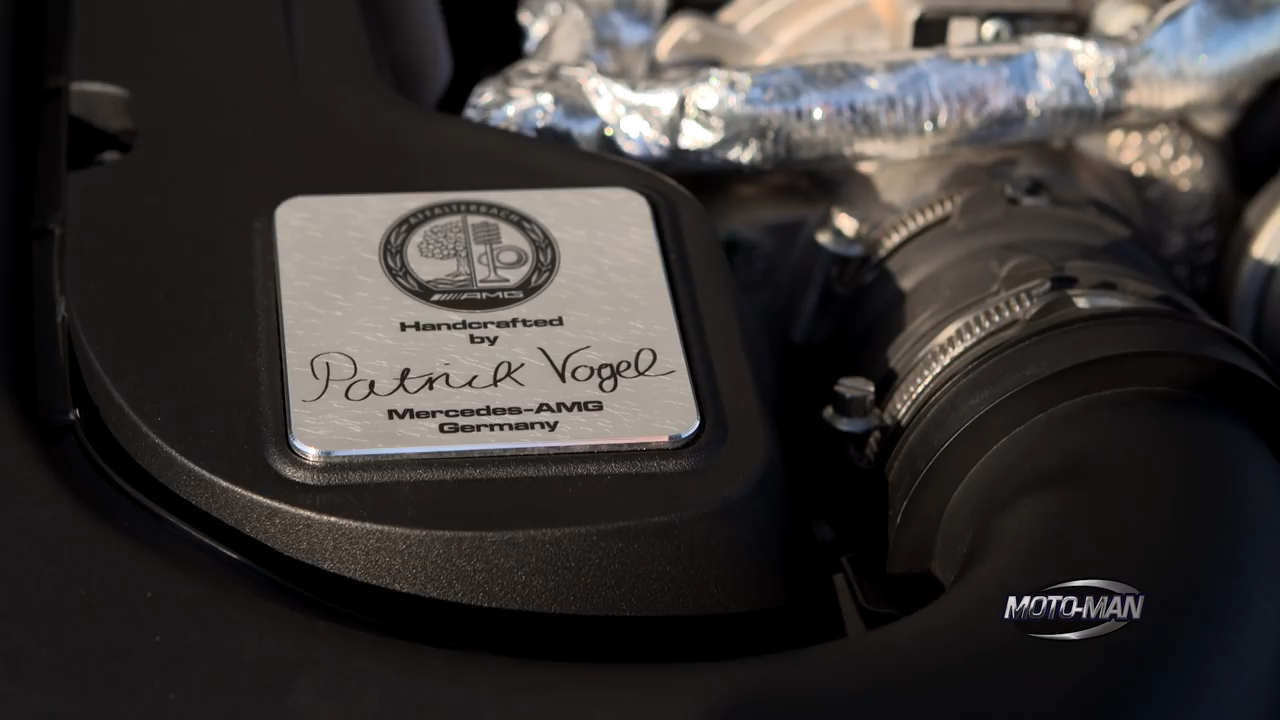 AFFALTERBACH
AMG
Handcrafted
by
Patrick Vogel
Mercedes-AMG
Germany
MOTO-MAN